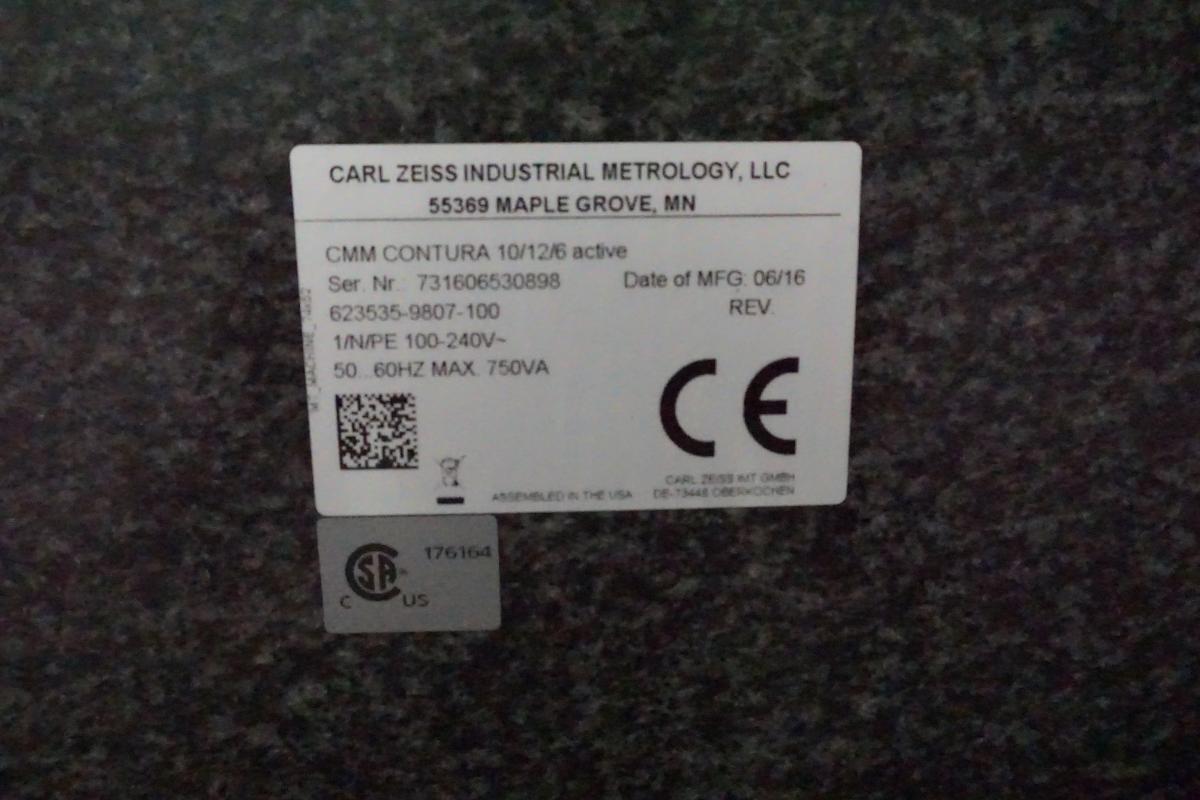 CARL ZEISS INDUSTRIAL METROLOGY, LLC
55369 MAPLE GROVE, MN
CMM CONTURA 10/12/6 active
Ser. Nr.: 731606530898 Date of MFG: 06/16
623535-9807-100 REV.
1/N/PE 100-240V~
50...60HZ MAX. 750VA
CE
CARL ZEISS IMT GMBH
ASSEMBLED IN THE USA DE-73446 OBERKOCHEN
176164
CSA
C US